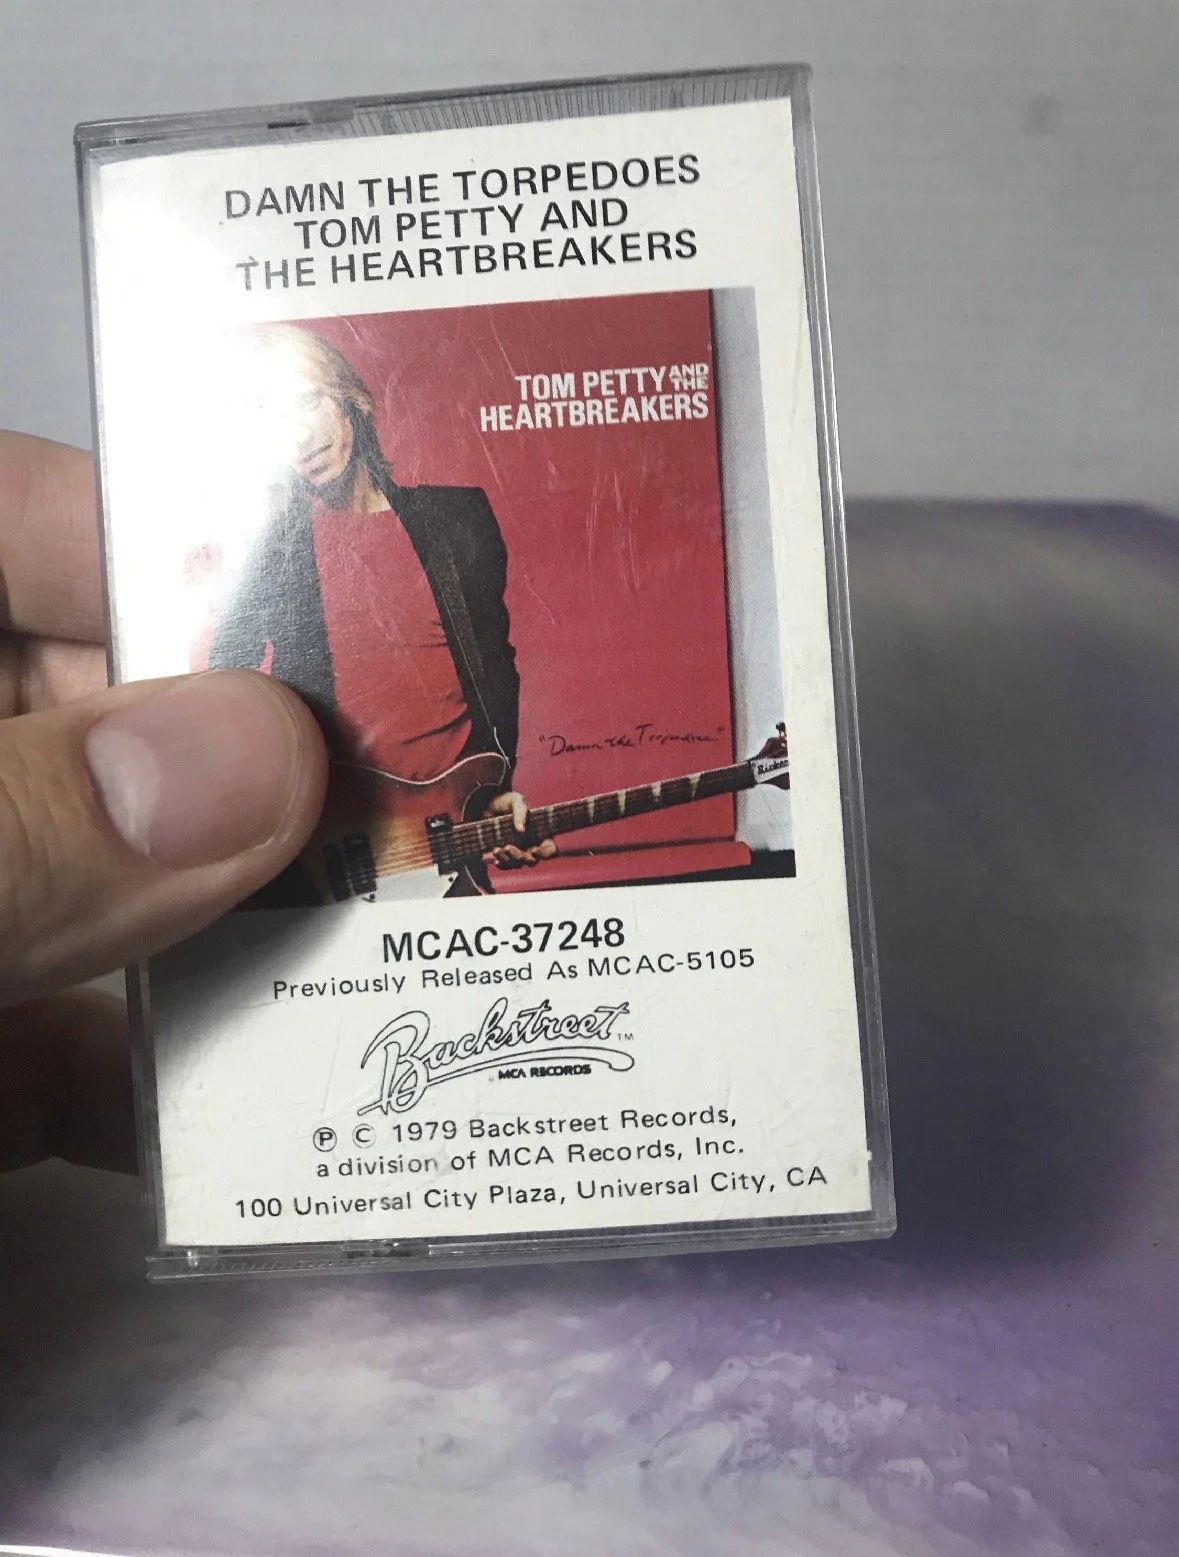 DAMN THE TORPEDOES
TOM PETTY AND
THE HEARTBREAKERS
TOM PETTY AND THE
HEARTBREAKERS
"Damn the Torpedoes"
MCAC-37248
Previously Released As MCAC-5105
Backstreet TM
MCA RECORDS
Ⓟ © 1979 Backstreet Records,
a division of MCA Records, Inc.
100 Universal City Plaza, Universal City, CA